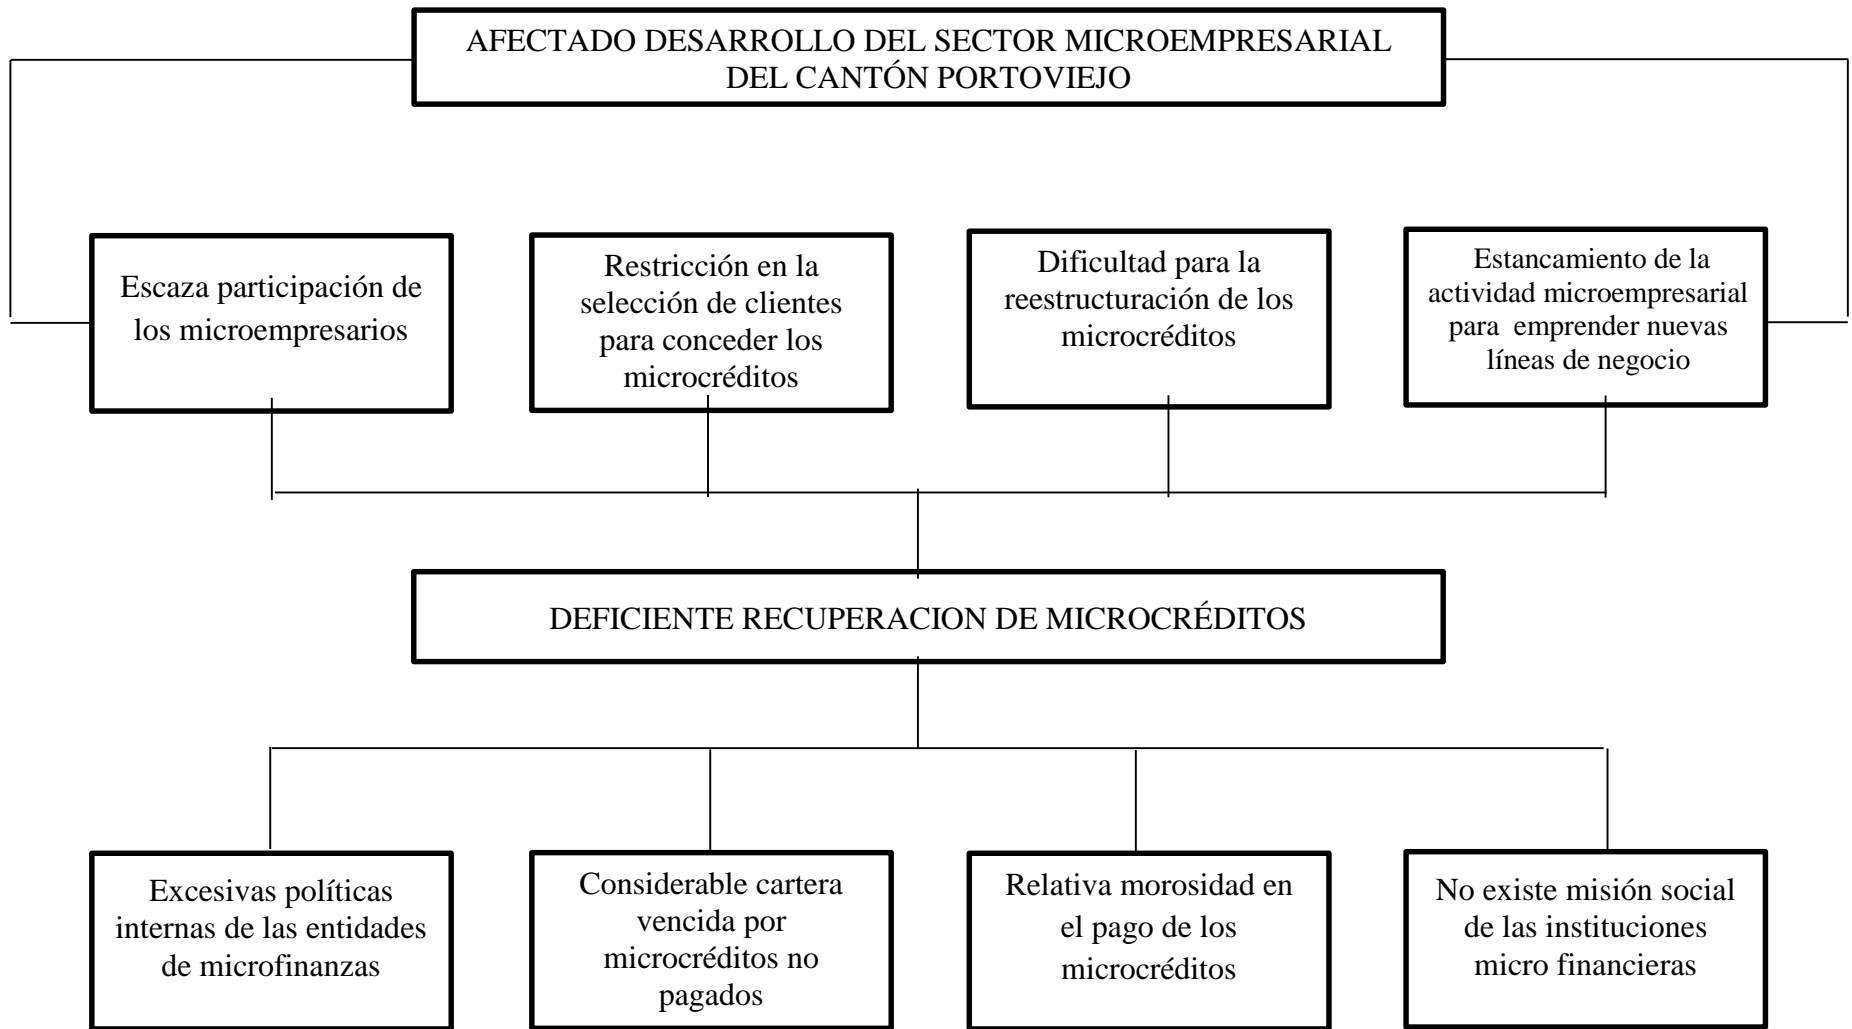 AFECTADO DESARROLLO DEL SECTOR MICROEMPRESARIAL
DEL CANTÓN PORTOVIEJO
Escaza participación de
los microempresarios
Restricción en la
selección de clientes
para conceder los
microcréditos
Dificultad para la
reestructuración de los
microcréditos
Estancamiento de la
actividad microempresarial
para emprender nuevas
líneas de negocio
DEFICIENTE RECUPERACION DE MICROCRÉDITOS
Excesivas políticas
internas de las entidades
de microfinanzas
Considerable cartera
vencida por
microcréditos no
pagados
Relativa morosidad en
el pago de los
microcréditos
No existe misión social
de las instituciones
micro financieras